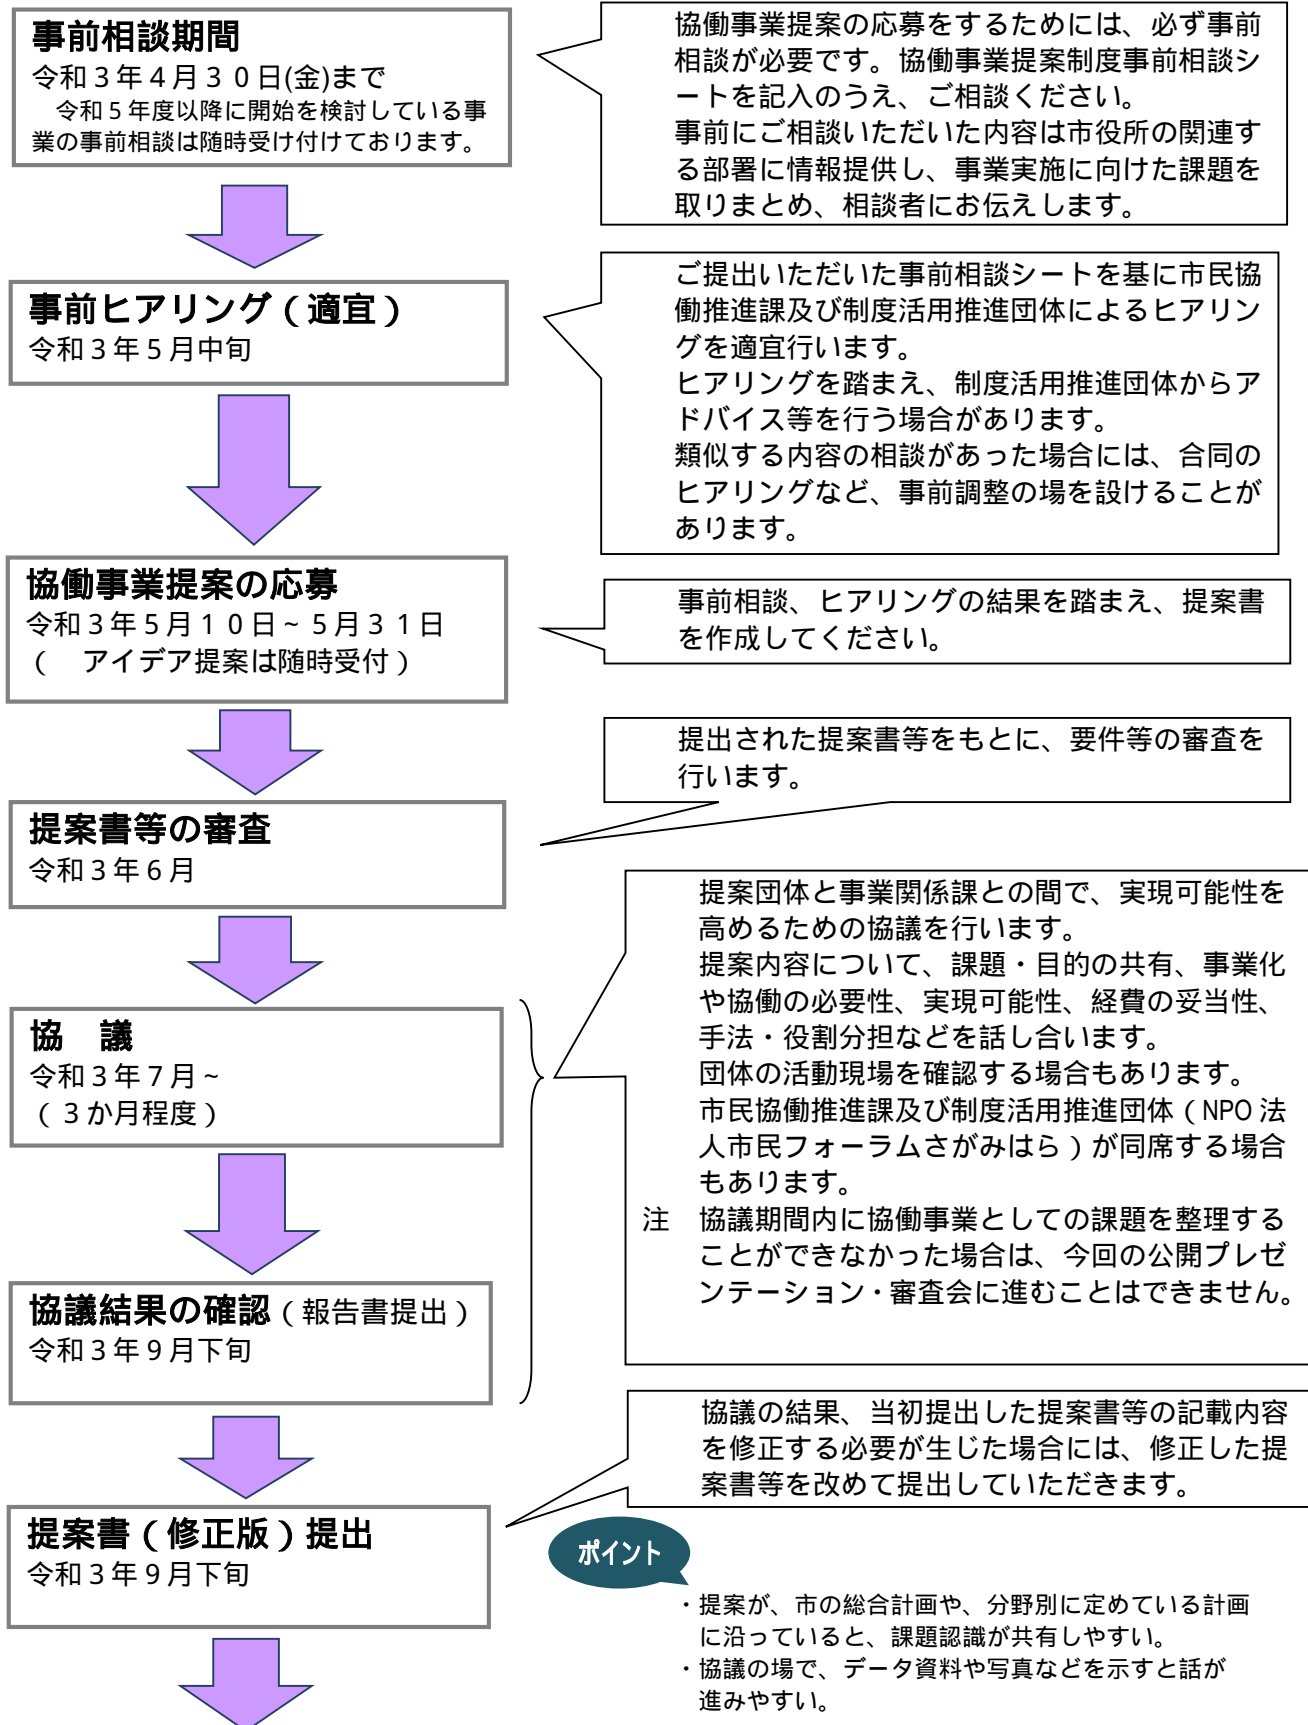 事前相談期間
令和３年４月３０日(金)まで
　令和５年度以降に開始を検討している事
業の事前相談は随時受け付けております。
協働事業提案の応募をするためには、必ず事前
相談が必要です。協働事業提案制度事前相談シ
ートを記入のうえ、ご相談ください。
事前にご相談いただいた内容は市役所の関連す
る部署に情報提供し、事業実施に向けた課題を
取りまとめ、相談者にお伝えします。
事前ヒアリング（適宜）
令和３年５月中旬
ご提出いただいた事前相談シートを基に市民協
働推進課及び制度活用推進団体によるヒアリン
グを適宜行います。
ヒアリングを踏まえ、制度活用推進団体からア
ドバイス等を行う場合があります。
類似する内容の相談があった場合には、合同の
ヒアリングなど、事前調整の場を設けることが
あります。
協働事業提案の応募
令和３年５月１０日~５月３１日
（　アイデア提案は随時受付）
事前相談、ヒアリングの結果を踏まえ、提案書
を作成してください。
提出された提案書等をもとに、要件等の審査を
行います。
提案書等の審査
令和３年６月
提案団体と事業関係課との間で、実現可能性を
高めるための協議を行います。
提案内容について、課題・目的の共有、事業化
や協働の必要性、実現可能性、経費の妥当性、
手法・役割分担などを話し合います。
団体の活動現場を確認する場合もあります。
市民協働推進課及び制度活用推進団体（NPO 法
人市民フォーラムさがみはら）が同席する場合
もあります。
注　協議期間内に協働事業としての課題を整理する
ことができなかった場合は、今回の公開プレゼ
ンテーション・審査会に進むことはできません。
協　議
令和３年７月~
（３か月程度）
協議結果の確認（報告書提出）
令和３年９月下旬
協議の結果、当初提出した提案書等の記載内容
を修正する必要が生じた場合には、修正した提
案書等を改めて提出していただきます。
提案書（修正版）提出
令和３年９月下旬
ポイント
・提案が、市の総合計画や、分野別に定めている計画
に沿っていると、課題認識が共有しやすい。
・協議の場で、データ資料や写真などを示すと話が
進みやすい。